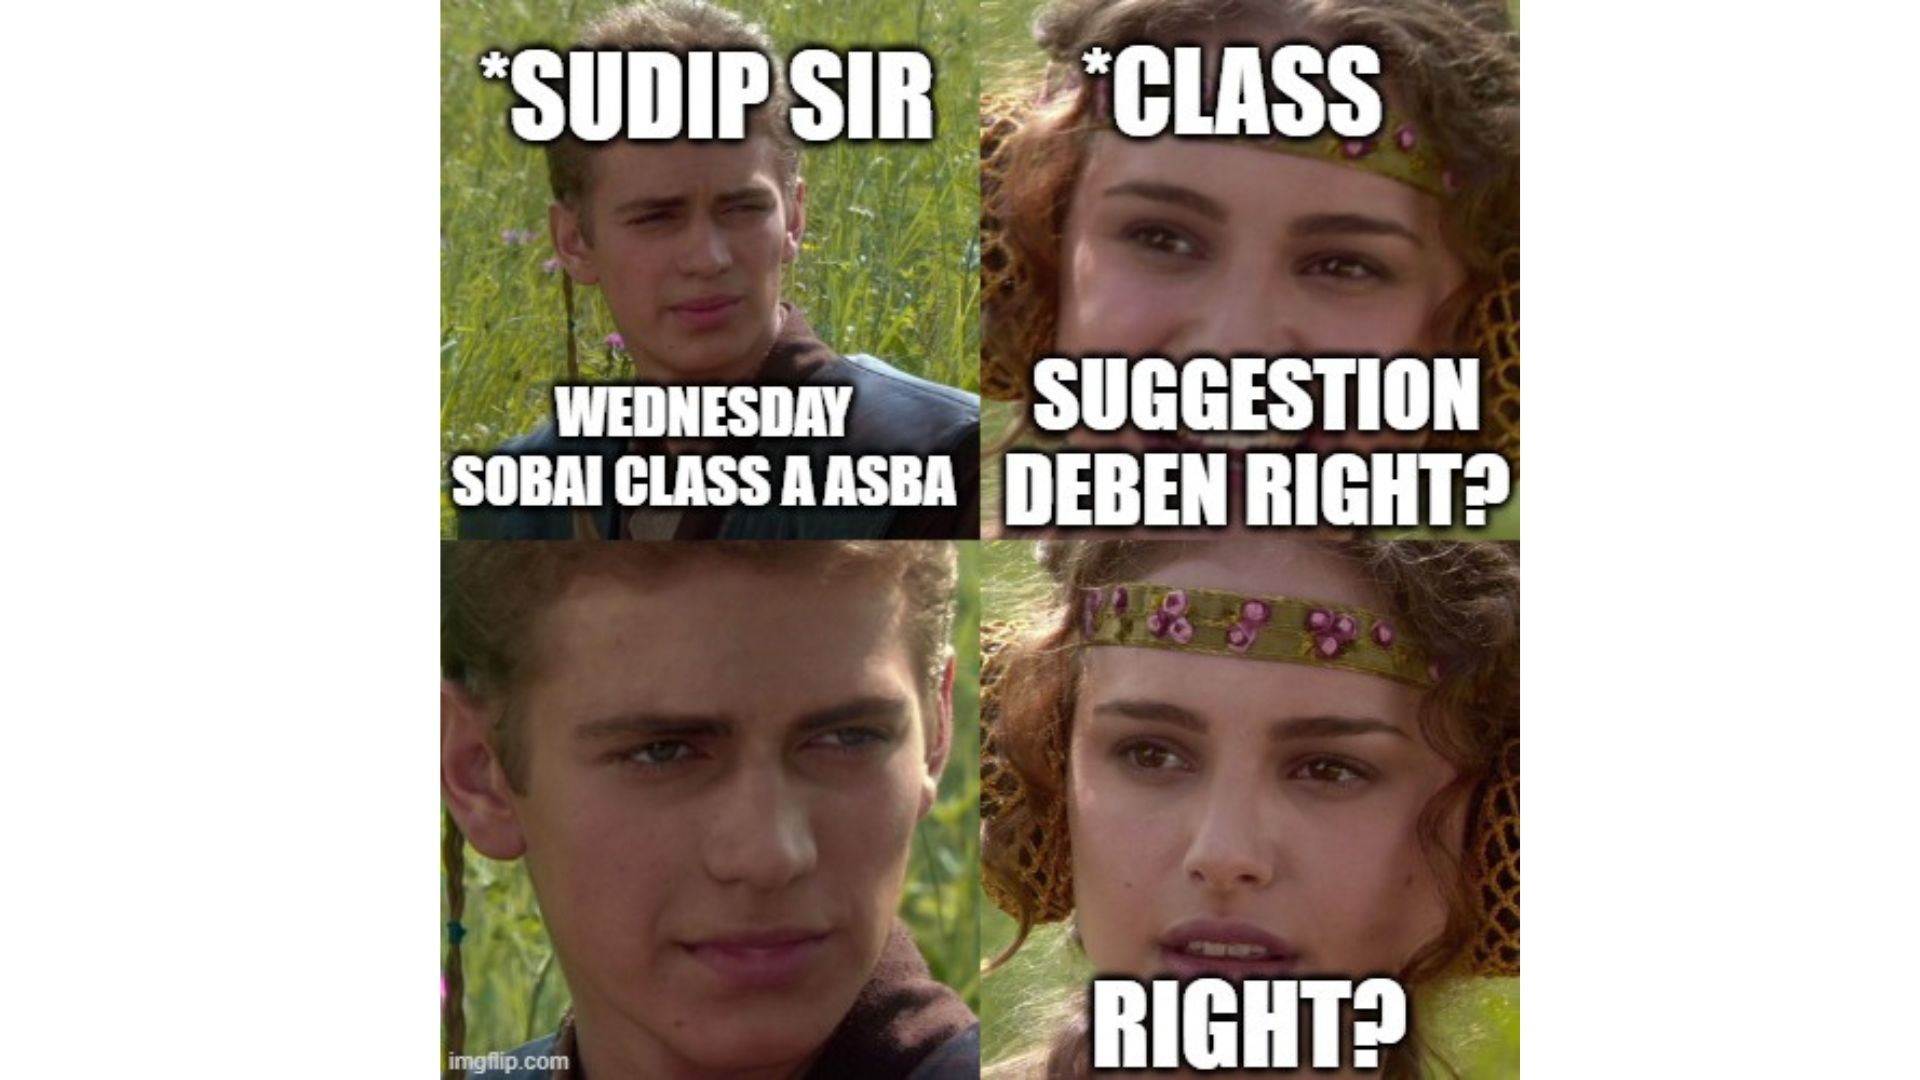 *SUDIP SIR
*CLASS
WEDNESDAY
SOBAI CLASS A ASBA
SUGGESTION
DEBEN RIGHT?
RIGHT?
imgflip.com